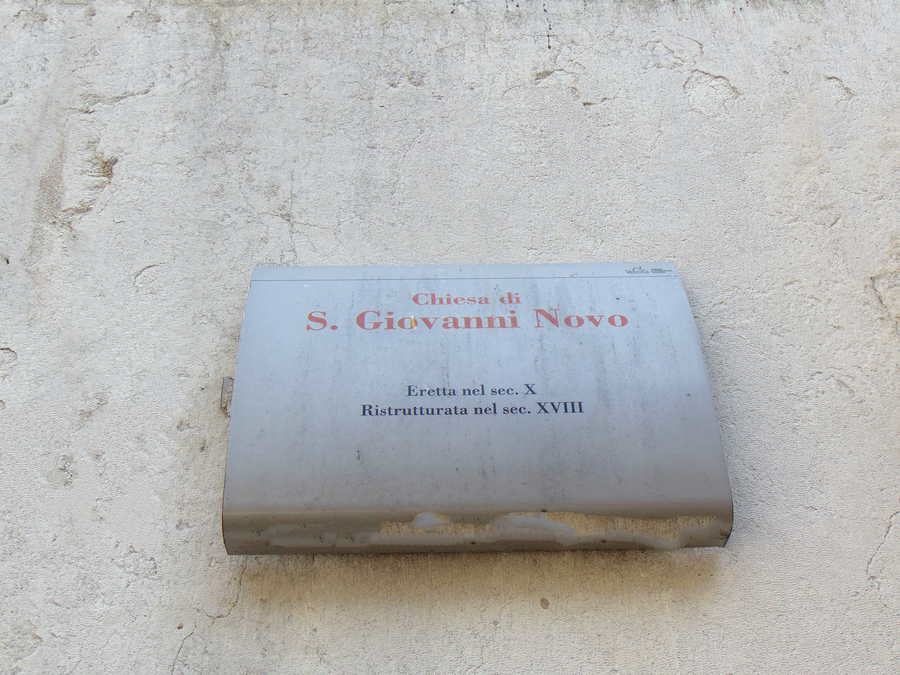 Chiesa di
S. Giovanni Novo
Eretta nel sec. X
Ristrutturata nel sec. XVIII